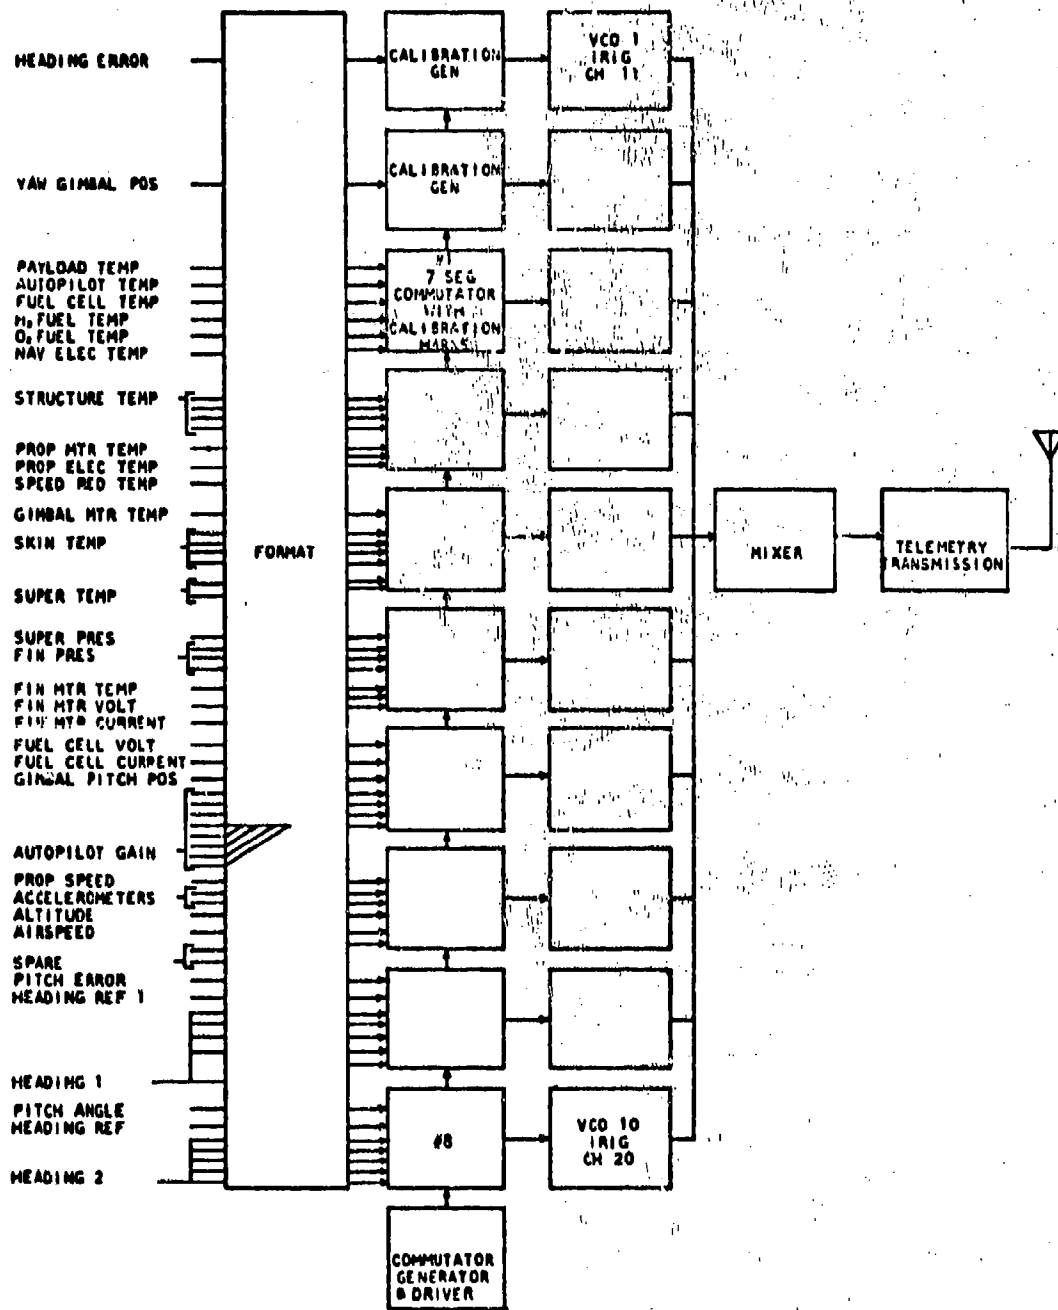 HEADING ERROR
YAW GIMBAL POS
PAYLOAD TEMP
AUTOPILOT TEMP
FUEL CELL TEMP
H₂ FUEL TEMP
O₂ FUEL TEMP
NAV ELEC TEMP
STRUCTURE TEMP
PROP MTR TEMP
PROP ELEC TEMP
SPEED RED TEMP
GIMBAL MTR TEMP
SKIN TEMP
SUPER TEMP
SUPER PRES
FIN PRES
FIN MTR TEMP
FIN MTR VOLT
FIN MTR CURRENT
FUEL CELL VOLT
FUEL CELL CURRENT
GIMBAL PITCH POS
AUTOPILOT GAIN
PROP SPEED
ACCELEROMETERS
ALTITUDE
AIRSPEED
SPARE
PITCH ERROR
HEADING REF 1
HEADING 1
PITCH ANGLE
HEADING REF
HEADING 2
FORMAT
CALIBRATION
GEN
CALIBRATION
GEN
#1
7 SEG
COMMUTATOR
WITH
CALIBRATION
MARKS
#8
COMMUTATOR
GENERATOR
& DRIVER
VCO 1
IRIG
CH 11
VCO 10
IRIG
CH 20
MIXER
TELEMETRY
TRANSMISSION